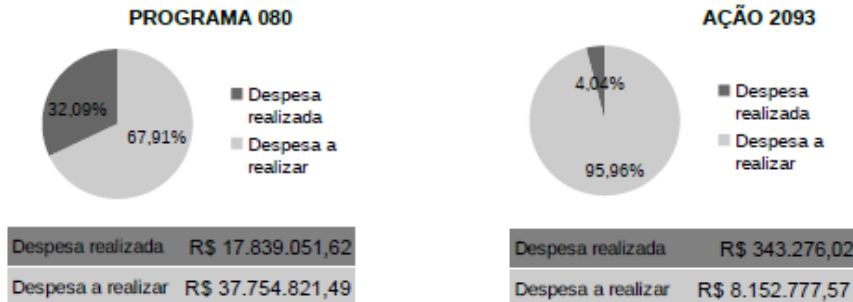 PROGRAMA 080
32,09%
67,91%
Despesa
realizada
Despesa a
realizar
Despesa realizada R$ 17.839.051,62
Despesa a realizar R$ 37.754.821,49
AÇÃO 2093
4,04%
95,96%
Despesa
realizada
Despesa a
realizar
Despesa realizada R$ 343.276,02
Despesa a realizar R$ 8.152.777,57